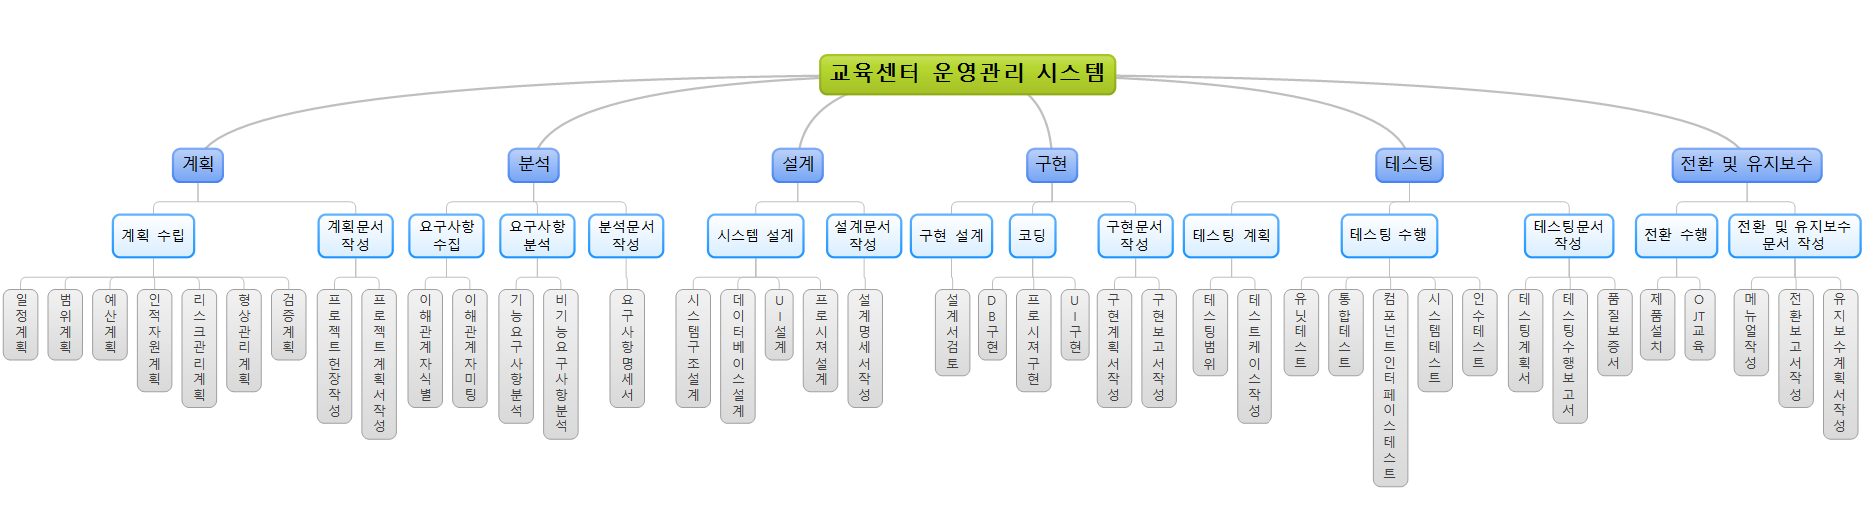 교육센터 운영관리 시스템
계획
분석
설계
구현
테스팅
전환 및 유지보수
계획 수립
계획문서
작성
요구사항
수집
요구사항
분석
분석문서
작성
시스템 설계
설계문서
작성
구현 설계
코딩
구현문서
작성
테스팅 계획
테스팅 수행
테스팅문서
작성
전환 수행
전환 및 유지보수
문서 작성
일정계획
범위계획
예산계획
인적자원계획
리스크관리계획
형상관리계획
검증계획
프로젝트헌장작성
프로젝트계획서작성
이해관계자식별
이해관계자미팅
기능요구사항분석
비기능요구사항분석
요구사항명세서
시스템구조설계
데이터베이스설계
UI설계
프로시져설계
설계명세서작성
설계서검토
DB구현
프로시져구현
UI구현
구현계획서작성
구현보고서작성
테스팅범위
테스트케이스작성
유닛테스트
통합테스트
컴포넌트인터페이스테스트
시스템테스트
인수테스트
테스팅계획서
테스팅수행보고서
품질보증서
제품설치
OJT교육
메뉴얼작성
전환보고서작성
유지보수계획서작성